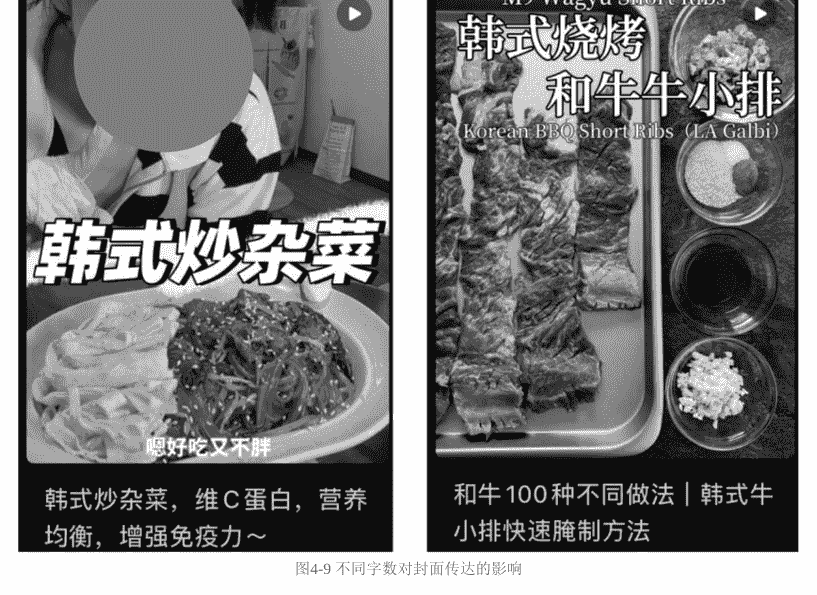 韩式炒杂菜
嗯好吃又不胖
韩式炒杂菜，维C蛋白，营养
均衡，增强免疫力～
M9 Wagyu Short Ribs
韩式烧烤
和牛牛小排
Korean BBQ Short Ribs（LA Galbi）
和牛100种不同做法｜韩式牛
小排快速腌制方法
图4-9 不同字数对封面传达的影响